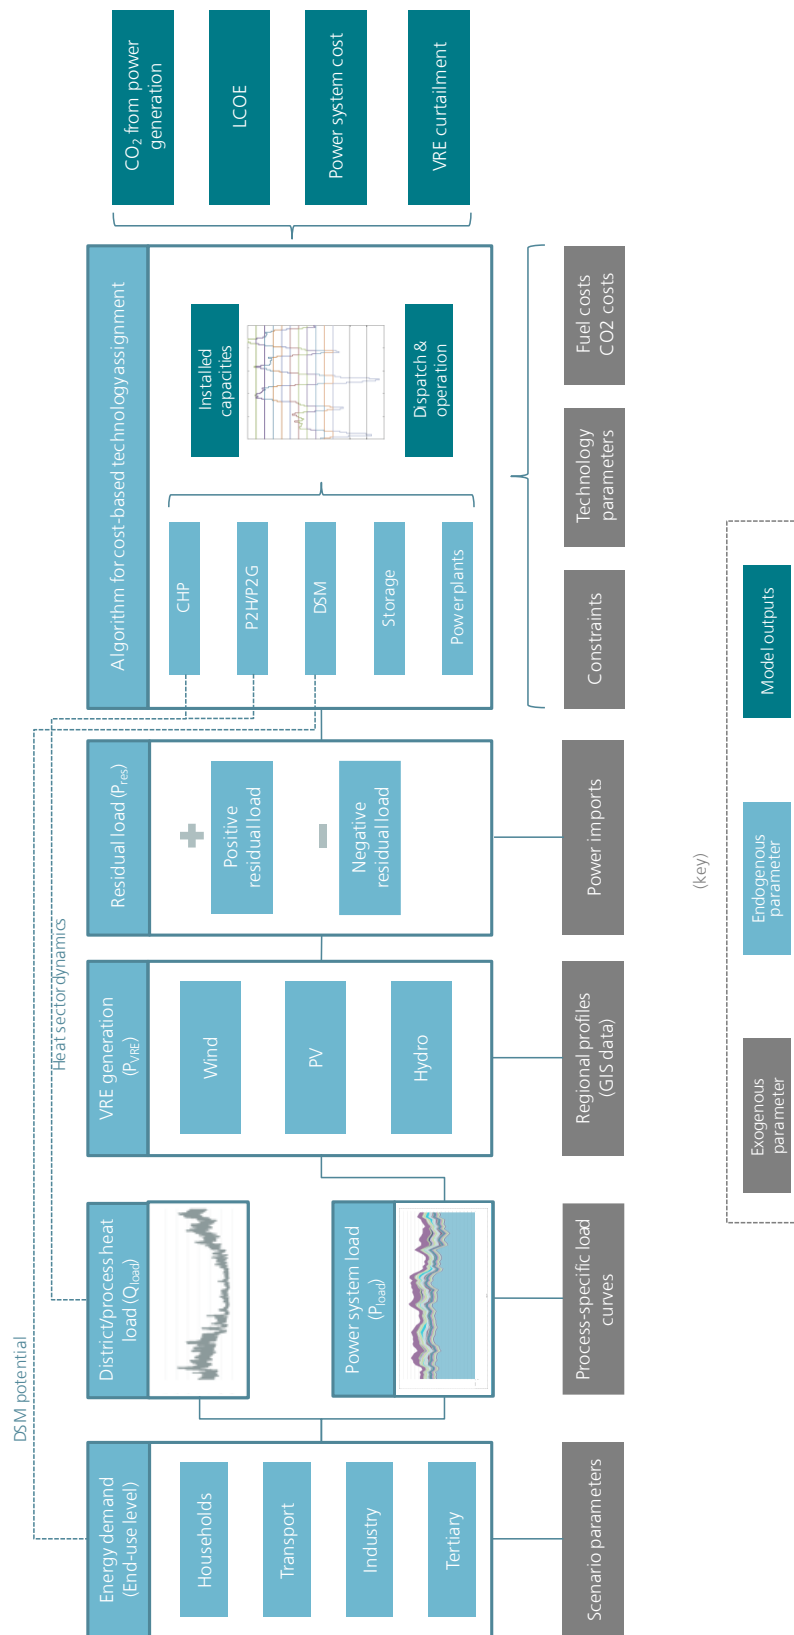 DSM potential
Heat sector dynamics
Energy demand
(End-use level)
Households
Transport
Industry
Tertiary
Scenario parameters
District/process heat
load (Qload)
Power system load
(Pload)
Process-specific load
curves
VRE generation
(PVRE)
Wind
PV
Hydro
Regional profiles
(GIS data)
Residual load (Pres)
+
Positive
residual load
−
Negative
residual load
Power imports
Algorithm for cost-based technology assignment
CHP
P2H/P2G
DSM
Storage
Power plants
Installed
capacities
Dispatch &
operation
Constraints
Technology
parameters
Fuel costs
CO2 costs
CO₂ from power
generation
LCOE
Power system cost
VRE curtailment
(key)
Exogenous
parameter
Endogenous
parameter
Model outputs